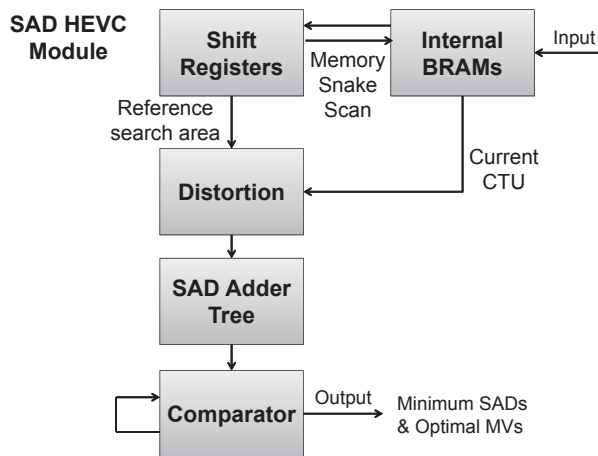 SAD HEVC
Module
Shift
Registers
Memory
Snake
Scan
Internal
BRAMs
Input
Reference
search area
Current
CTU
Distortion
SAD Adder
Tree
Comparator
Output
Minimum SADs
& Optimal MVs